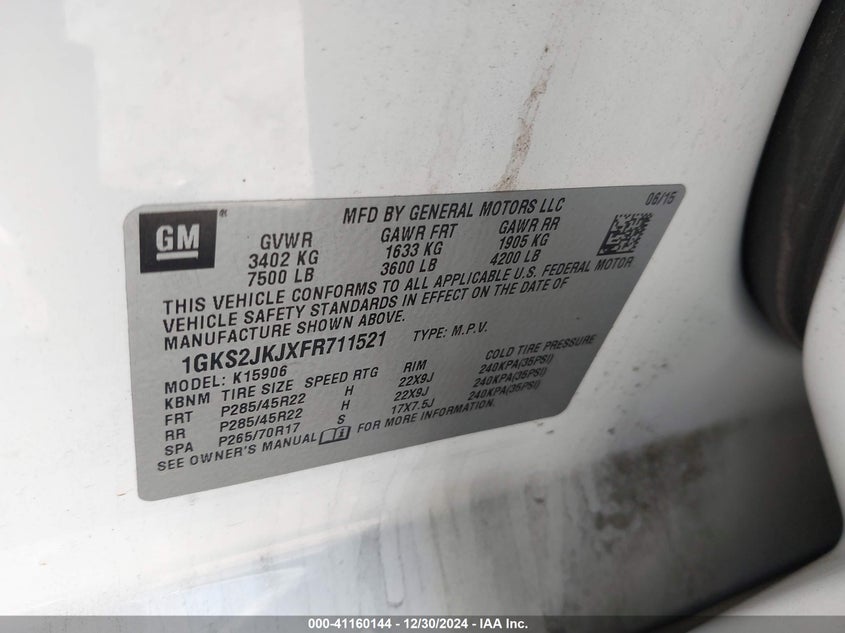 GM®
MFD BY GENERAL MOTORS LLC
06/15
GVWR GAWR FRT GAWR RR
3402 KG 1633 KG 1905 KG
7500 LB 3600 LB 4200 LB
THIS VEHICLE CONFORMS TO ALL APPLICABLE U.S. FEDERAL MOTOR
VEHICLE SAFETY STANDARDS IN EFFECT ON THE DATE OF
MANUFACTURE SHOWN ABOVE.
1GKS2JKJXFR711521 TYPE: M.P.V.
MODEL: K15906
KBNM TIRE SIZE SPEED RTG RIM COLD TIRE PRESSURE
FRT P285/45R22 H 22X9J 240KPA(35PSI)
RR P285/45R22 H 22X9J 240KPA(35PSI)
SPA P265/70R17 S 17X7.5J 240KPA(35PSI)
SEE OWNER'S MANUAL FOR MORE INFORMATION.
000-41160144 - 12/30/2024 - IAA Inc.